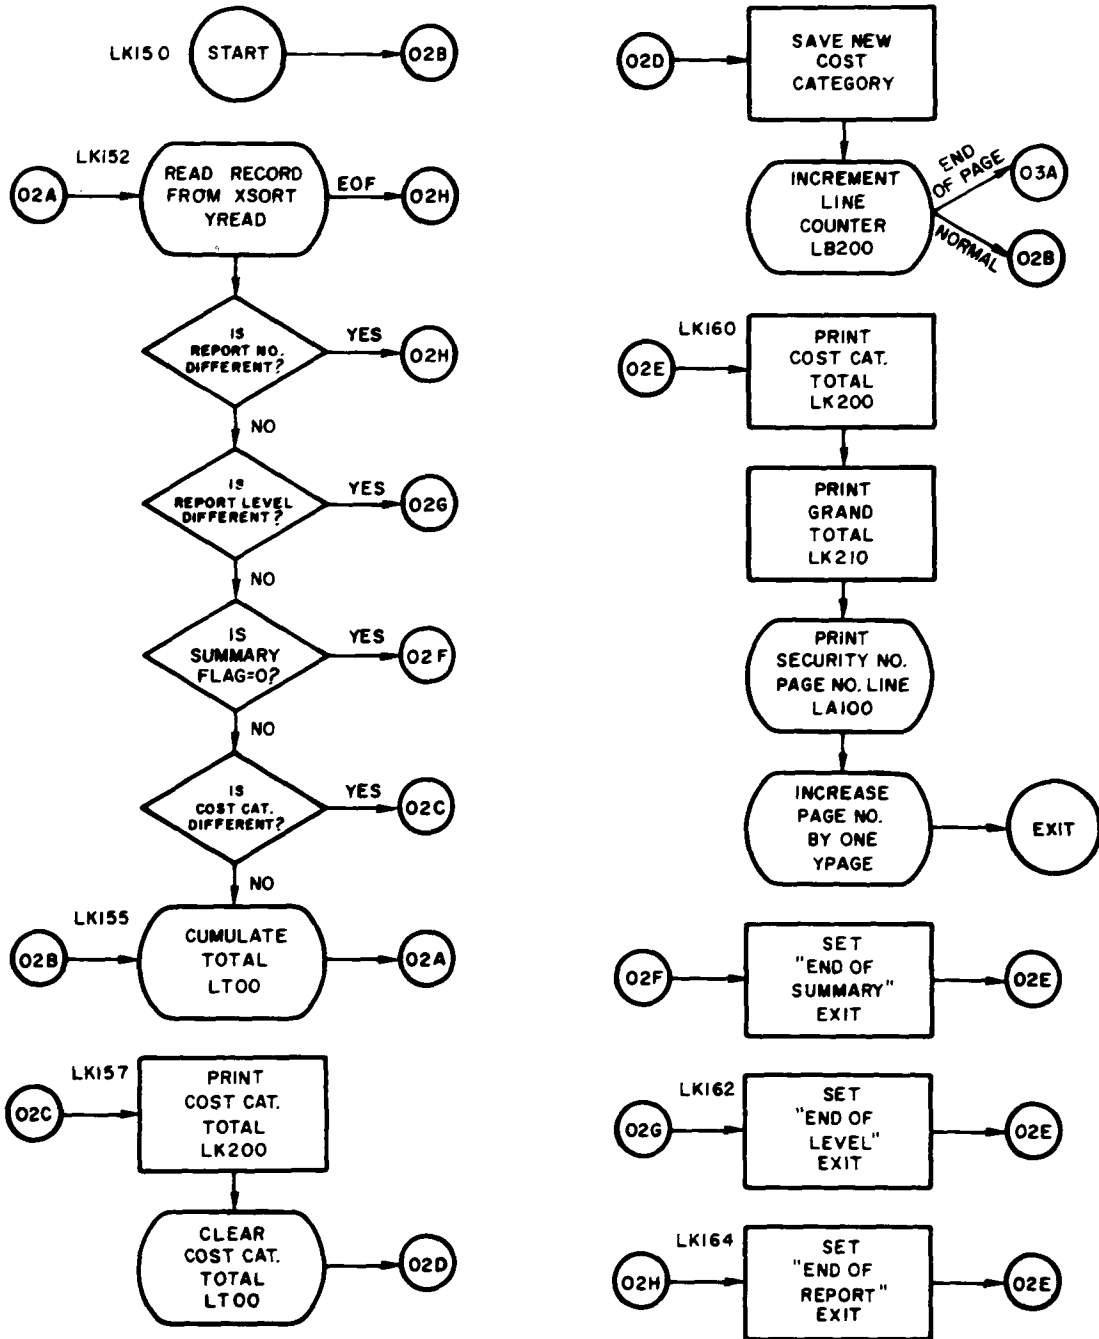 LK150
START
02B
LK152
02A
READ RECORD
FROM XSORT
YREAD
EOF
02H
IS
REPORT NO.
DIFFERENT?
YES
02H
NO
IS
REPORT LEVEL
DIFFERENT?
YES
02G
NO
IS
SUMMARY
FLAG=0?
YES
02F
NO
IS
COST CAT.
DIFFERENT?
YES
02C
NO
LK155
02B
CUMULATE
TOTAL
LT00
02A
LK157
02C
PRINT
COST CAT.
TOTAL
LK200
CLEAR
COST CAT.
TOTAL
LT00
02D
02D
SAVE NEW
COST
CATEGORY
INCREMENT
LINE
COUNTER
LB200
END
OF PAGE
03A
NORMAL
02B
LK160
02E
PRINT
COST CAT.
TOTAL
LK200
PRINT
GRAND
TOTAL
LK210
PRINT
SECURITY NO.
PAGE NO. LINE
LA100
INCREASE
PAGE NO.
BY ONE
YPAGE
EXIT
02F
SET
"END OF
SUMMARY"
EXIT
02E
LK162
02G
SET
"END OF
LEVEL"
EXIT
02E
LK164
02H
SET
"END OF
REPORT"
EXIT
02E